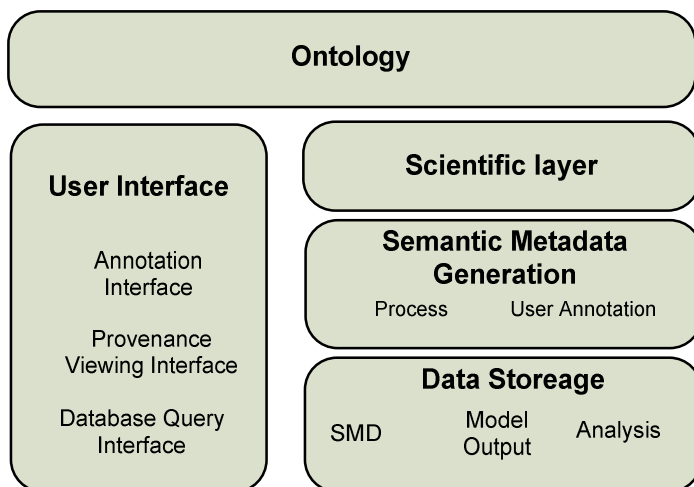 Ontology
User Interface
Annotation
Interface
Provenance
Viewing Interface
Database Query
Interface
Scientific layer
Semantic Metadata
Generation
Process User Annotation
Data Storeage
SMD Model Output Analysis